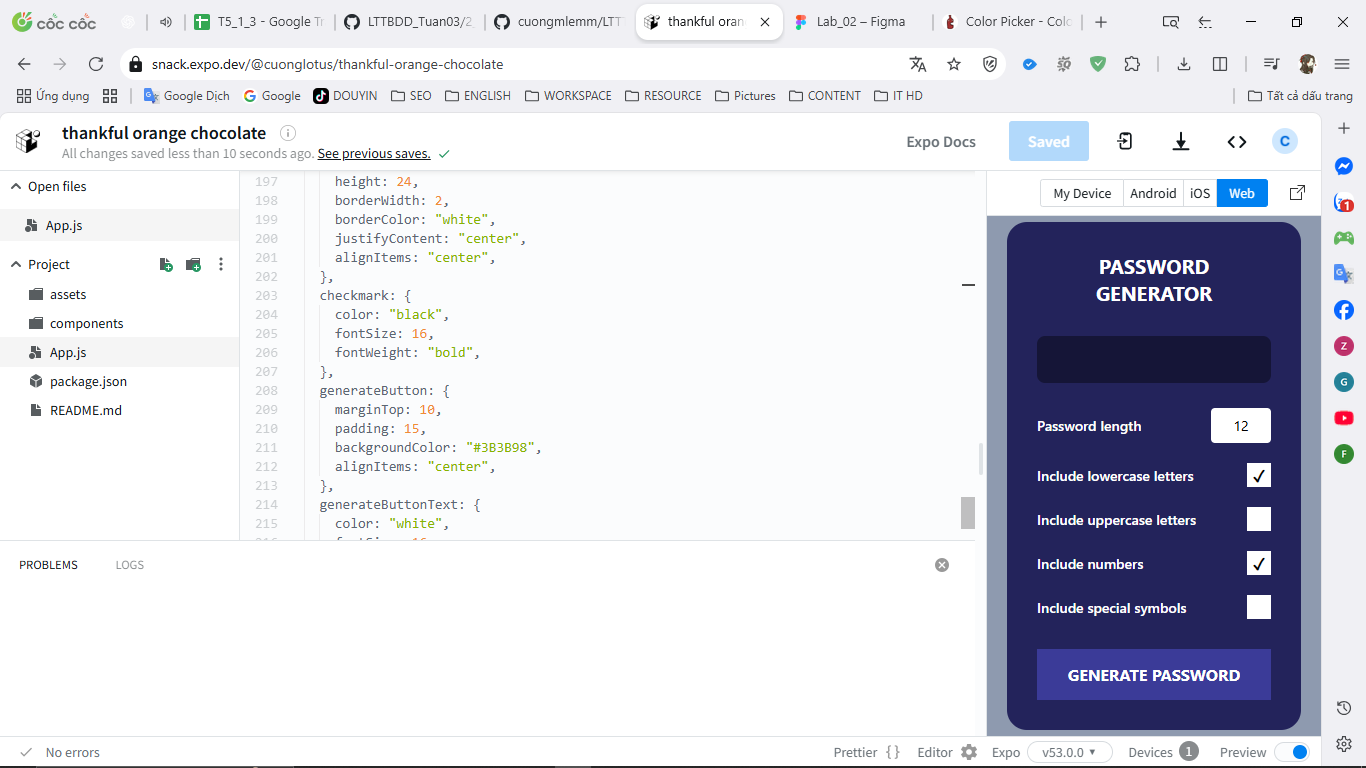 cốc cốc
T5_1_3 - Google Tr
LTTBDD_Tuan03/2
cuongmlemm/LTT
thankful oran
Lab_02 – Figma
Color Picker - Colo
snack.expo.dev/@cuonglotus/thankful-orange-chocolate
Ứng dụng
Google Dịch
Google
DOUYIN
SEO
ENGLISH
WORKSPACE
RESOURCE
Pictures
CONTENT
IT HD
Tất cả dấu trang
thankful orange chocolate
All changes saved less than 10 seconds ago. See previous saves.
Expo Docs
Saved
C
Open files
App.js
Project
assets
components
App.js
package.json
README.md
197 height: 24,
198 borderWidth: 2,
199 borderColor: "white",
200 justifyContent: "center",
201 alignItems: "center",
202 },
203 checkmark: {
204 color: "black",
205 fontSize: 16,
206 fontWeight: "bold",
207 },
208 generateButton: {
209 marginTop: 10,
210 padding: 15,
211 backgroundColor: "#3B3B98",
212 alignItems: "center",
213 },
214 generateButtonText: {
215 color: "white",
PROBLEMS
LOGS
My Device
Android
iOS
Web
PASSWORD
GENERATOR
Password length
12
Include lowercase letters
✓
Include uppercase letters
Include numbers
✓
Include special symbols
GENERATE PASSWORD
1
Z
G
F
No errors
Prettier { }
Editor
Expo
v53.0.0
Devices 1
Preview